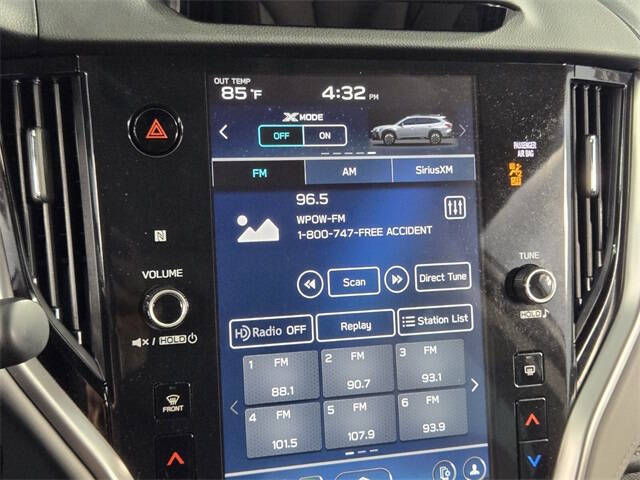 OUT TEMP
85°F 4:32 PM
X MODE
OFF ON
PASSENGER
AIR BAG
FM AM SiriusXM
96.5
WPOW-FM
1-800-747-FREE ACCIDENT
N
VOLUME
TUNE
Scan Direct Tune
HOLD ♪
HD Radio OFF Replay Station List
/ HOLD
1 FM 88.1
2 FM 90.7
3 FM 93.1
FRONT
4 FM 101.5
5 FM 107.9
6 FM 93.9